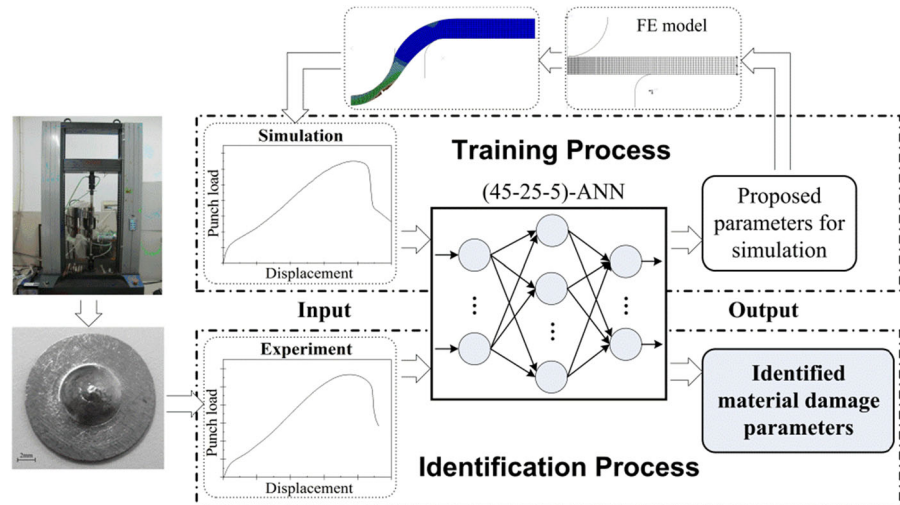 FE model
Simulation
Punch load
Displacement
Training Process
(45-25-5)-ANN
Proposed
parameters for
simulation
Input
Output
Experiment
Punch load
Displacement
Identified
material damage
parameters
Identification Process
2mm